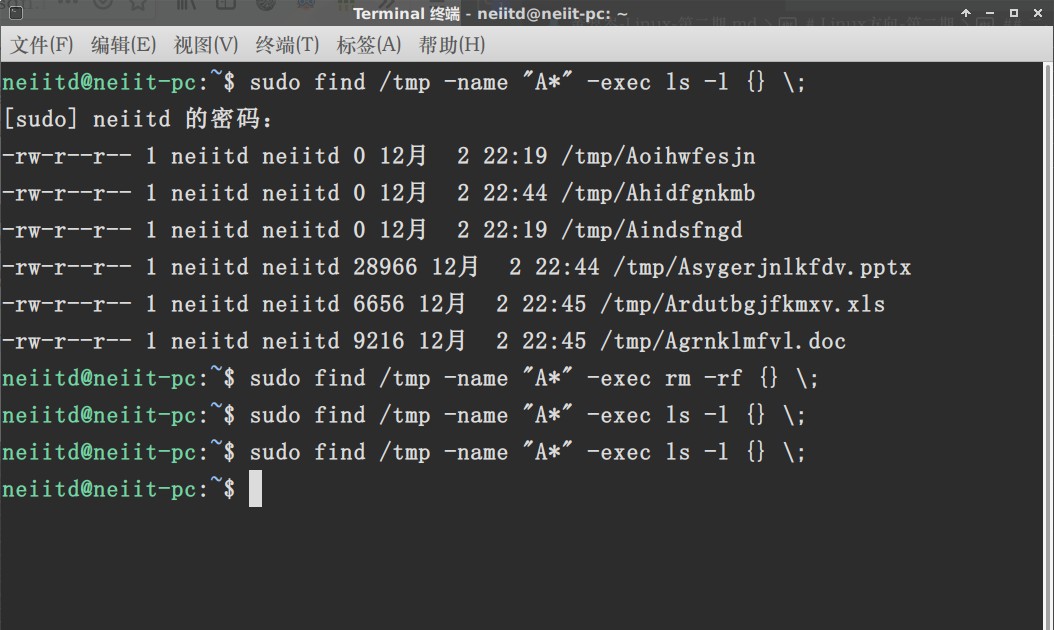 Terminal 终端 - neiitd@neiit-pc: ~
文件(F) 编辑(E) 视图(V) 终端(T) 标签(A) 帮助(H)
neiitd@neiit-pc:~$ sudo find /tmp -name "A*" -exec ls -l {} \;
[sudo] neiitd 的密码：
-rw-r--r-- 1 neiitd neiitd 0 12月  2 22:19 /tmp/Aoihwfesjn
-rw-r--r-- 1 neiitd neiitd 0 12月  2 22:44 /tmp/Ahidfgnkmb
-rw-r--r-- 1 neiitd neiitd 0 12月  2 22:19 /tmp/Aindsfngd
-rw-r--r-- 1 neiitd neiitd 28966 12月  2 22:44 /tmp/Asygerjnlkfdv.pptx
-rw-r--r-- 1 neiitd neiitd 6656 12月  2 22:45 /tmp/Ardutbgjfkmxv.xls
-rw-r--r-- 1 neiitd neiitd 9216 12月  2 22:45 /tmp/Agrnklmfvl.doc
neiitd@neiit-pc:~$ sudo find /tmp -name "A*" -exec rm -rf {} \;
neiitd@neiit-pc:~$ sudo find /tmp -name "A*" -exec ls -l {} \;
neiitd@neiit-pc:~$ sudo find /tmp -name "A*" -exec ls -l {} \;
neiitd@neiit-pc:~$